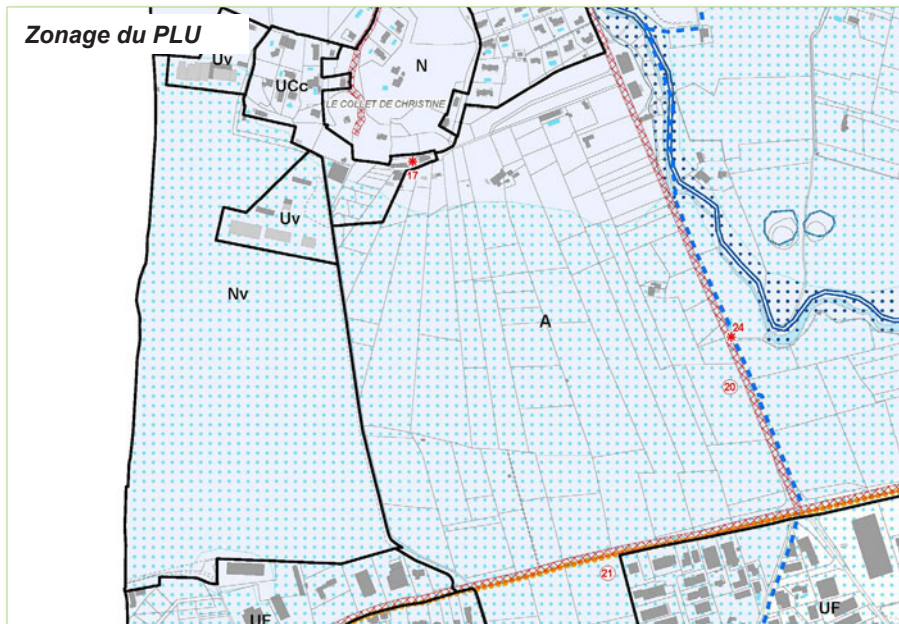 Zonage du PLU
Uv
N
UCc
LE COLLET DE CHRISTINE
17
Uv
Nv
A
24
20
21
UF
UF